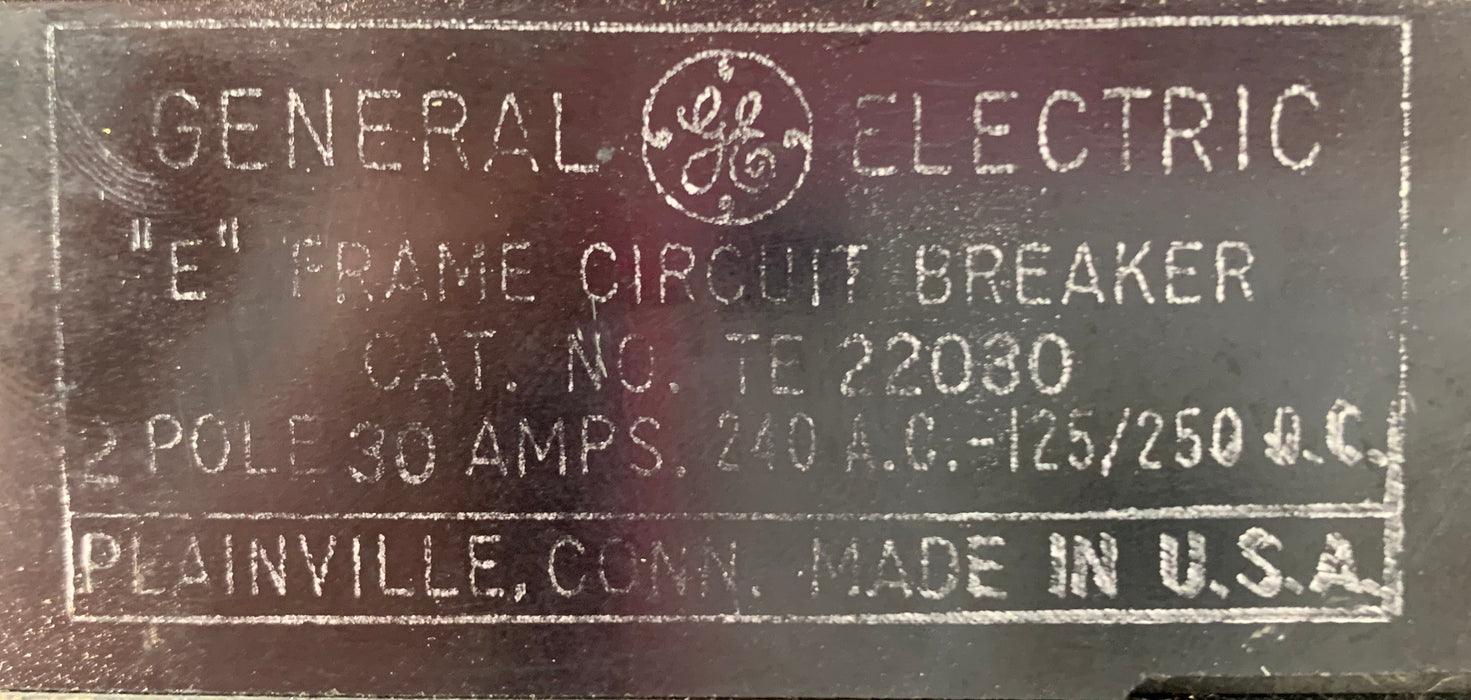 GENERAL GE ELECTRIC
"E" FRAME CIRCUIT BREAKER
CAT. NO. TE 22030
2 POLE 30 AMPS. 240 A.C.-125/250 D.C.
PLAINVILLE, CONN. MADE IN U.S.A.